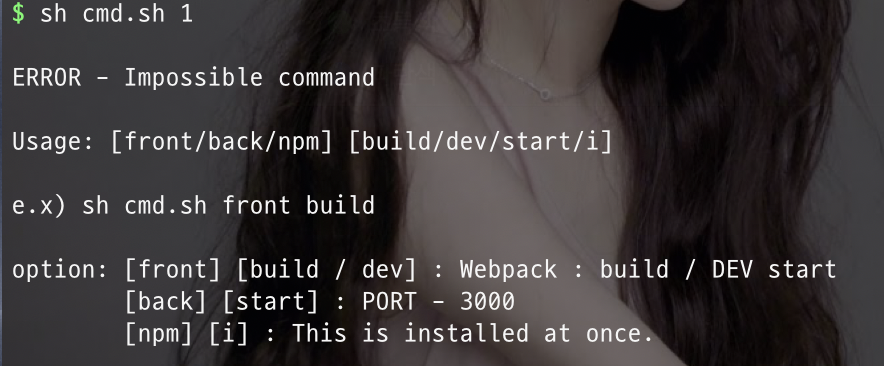 $ sh cmd.sh 1
ERROR - Impossible command
Usage: [front/back/npm] [build/dev/start/i]
e.x) sh cmd.sh front build
option: [front] [build / dev] : Webpack : build / DEV start
[back] [start] : PORT - 3000
[npm] [i] : This is installed at once.